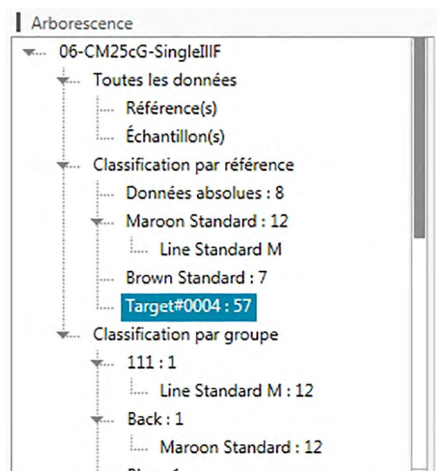 Arborescence
06-CM25cG-SingleIllF
Toutes les données
Référence(s)
Échantillon(s)
Classification par référence
Données absolues : 8
Maroon Standard : 12
Line Standard M
Brown Standard : 7
Target#0004 : 57
Classification par groupe
111 : 1
Line Standard M : 12
Back : 1
Maroon Standard : 12